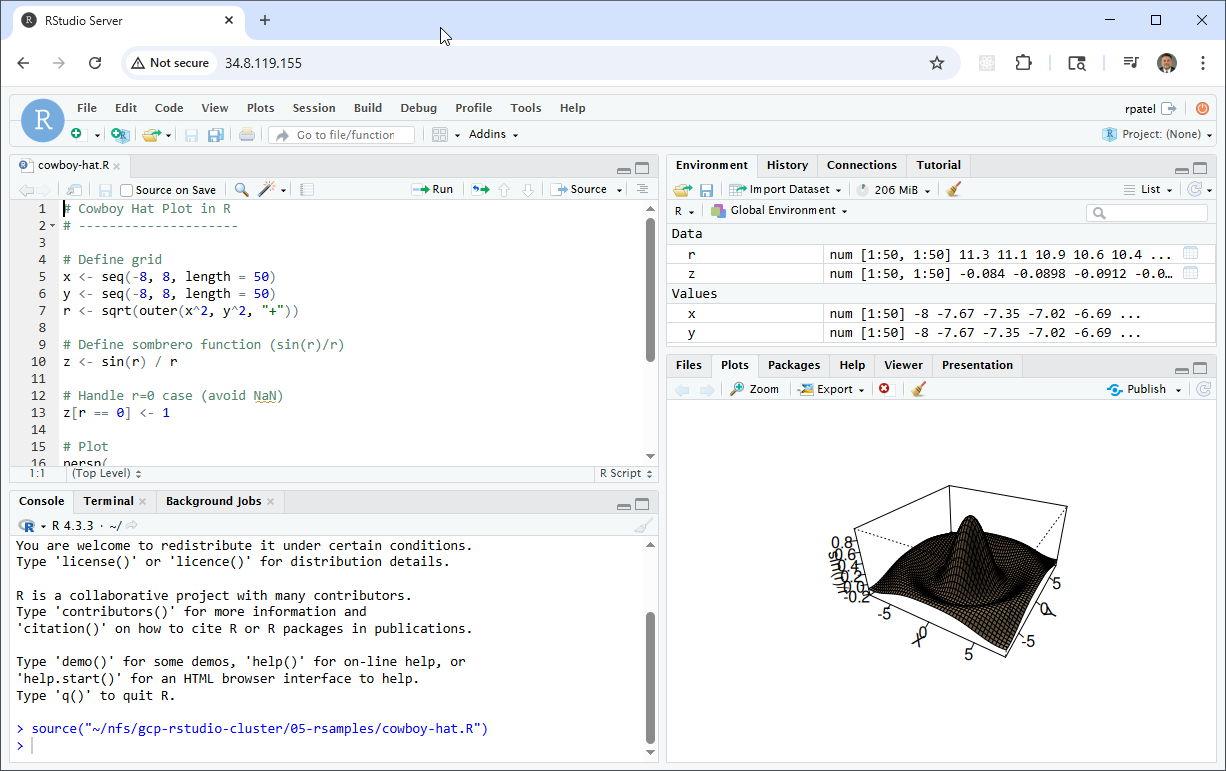 R RStudio Server
Not secure 34.8.119.155
R
File Edit Code View Plots Session Build Debug Profile Tools Help
rpatel
Go to file/function Addins
R Project: (None)
cowboy-hat.R
Source on Save Run Source
1 # Cowboy Hat Plot in R
2 # ---------------------
3
4 # Define grid
5 x <- seq(-8, 8, length = 50)
6 y <- seq(-8, 8, length = 50)
7 r <- sqrt(outer(x^2, y^2, "+"))
8
9 # Define sombrero function (sin(r)/r)
10 z <- sin(r) / r
11
12 # Handle r=0 case (avoid NaN)
13 z[r == 0] <- 1
14
15 # Plot
16 persp(
1:1 (Top Level) R Script
Console Terminal Background Jobs
R R 4.3.3 · ~/
You are welcome to redistribute it under certain conditions.
Type 'license()' or 'licence()' for distribution details.
R is a collaborative project with many contributors.
Type 'contributors()' for more information and
'citation()' on how to cite R or R packages in publications.
Type 'demo()' for some demos, 'help()' for on-line help, or
'help.start()' for an HTML browser interface to help.
Type 'q()' to quit R.
> source("~/nfs/gcp-rstudio-cluster/05-rsamples/cowboy-hat.R")
>
Environment History Connections Tutorial
Import Dataset 206 MiB List
R Global Environment
Data
r num [1:50, 1:50] 11.3 11.1 10.9 10.6 10.4 ...
z num [1:50, 1:50] -0.084 -0.0898 -0.0912 -0.0…
Values
x num [1:50] -8 -7.67 -7.35 -7.02 -6.69 ...
y num [1:50] -8 -7.67 -7.35 -7.02 -6.69 ...
Files Plots Packages Help Viewer Presentation
Zoom Export Publish
0.8
0.6
0.4
0.2
0.0
-0.2
-5
0
5
X
5
0
-5
Y